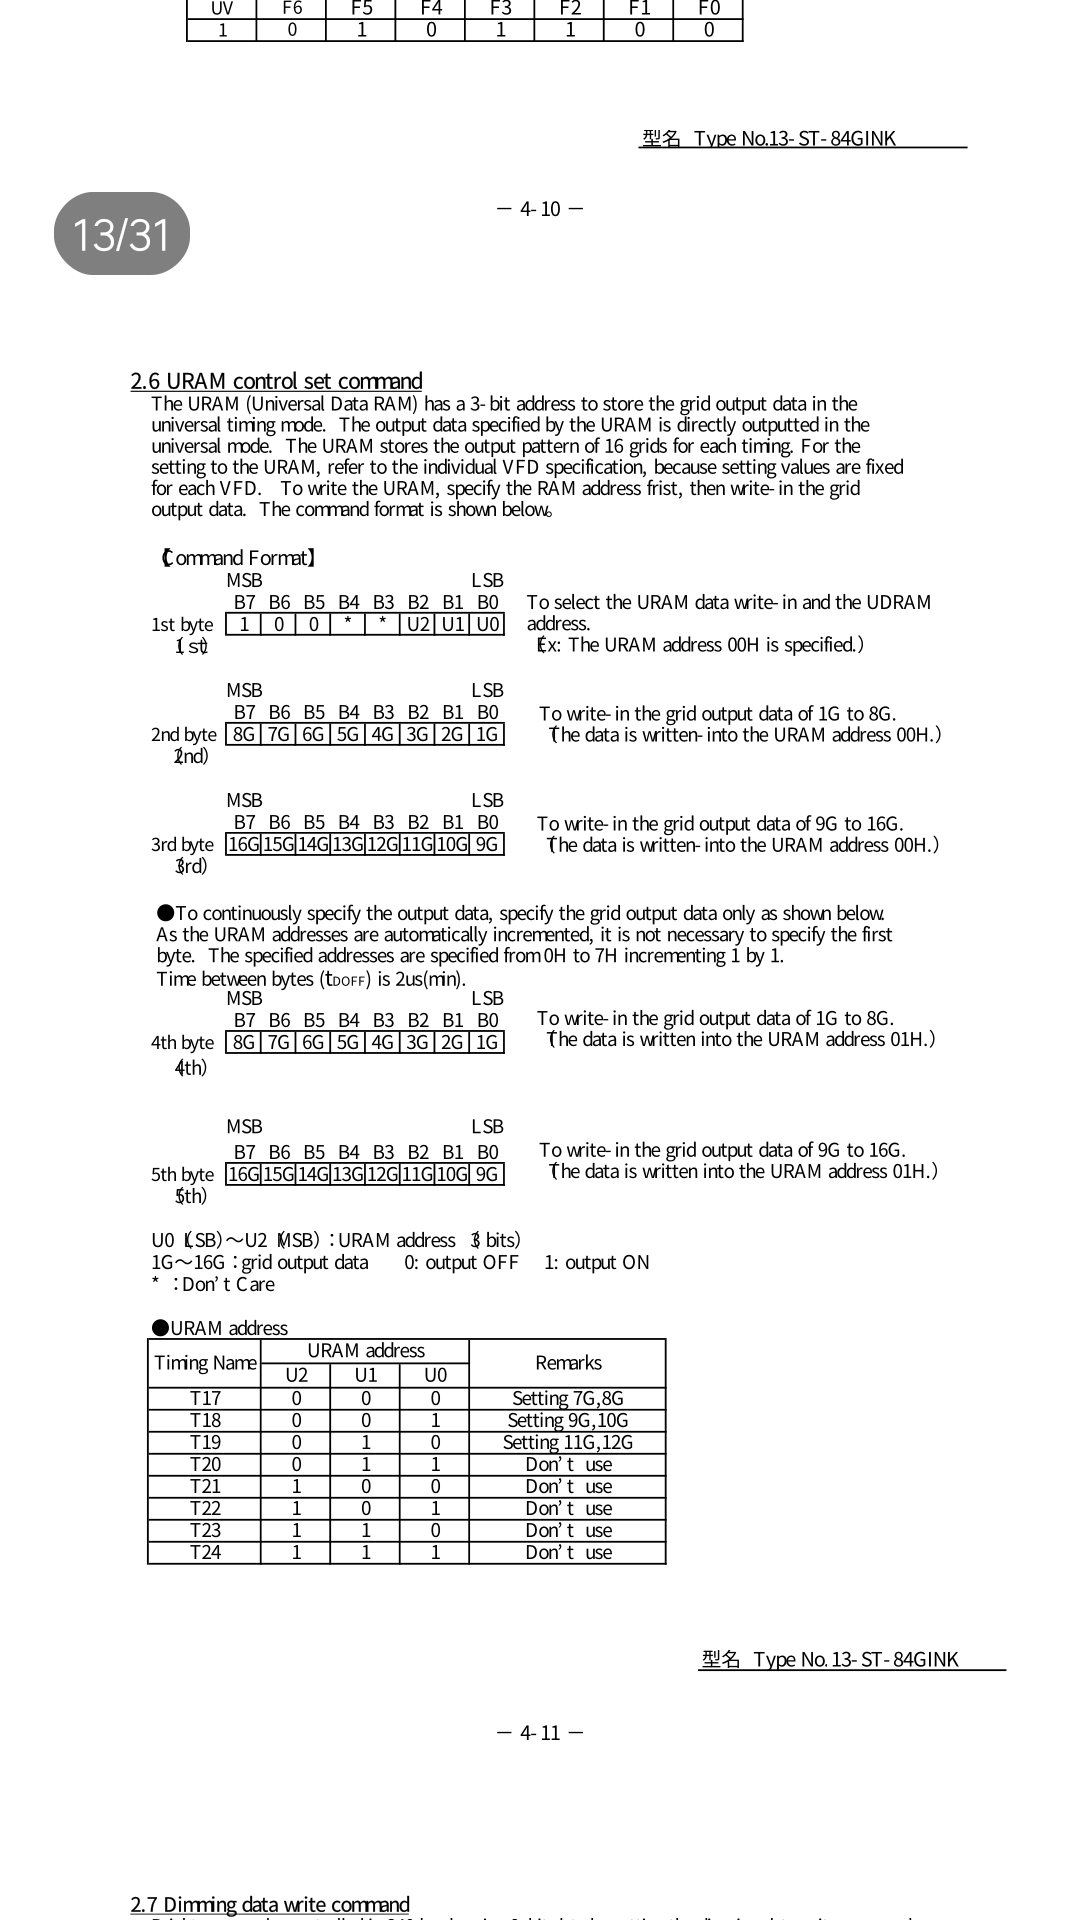 UV F6 F5 F4 F3 F2 F1 F0
1 0 1 0 1 1 0 0
型名 Type No.13-ST-84GINK
— 4-10 —
13/31
2.6 URAM control set command
The URAM (Universal Data RAM) has a 3-bit address to store the grid output data in the
universal timing mode. The output data specified by the URAM is directly outputted in the
universal mode. The URAM stores the output pattern of 16 grids for each timing. For the
setting to the URAM, refer to the individual VFD specification, because setting values are fixed
for each VFD. To write the URAM, specify the RAM address frist, then write-in the grid
output data. The command format is shown below。
【Command Format】
MSB LSB
B7 B6 B5 B4 B3 B2 B1 B0 To select the URAM data write-in and the UDRAM
1st byte 1 0 0 * * U2 U1 U0 address.
(1st) (Ex: The URAM address 00H is specified.)
MSB LSB
B7 B6 B5 B4 B3 B2 B1 B0 To write-in the grid output data of 1G to 8G.
2nd byte 8G 7G 6G 5G 4G 3G 2G 1G (The data is written-into the URAM address 00H.)
(2nd)
MSB LSB
B7 B6 B5 B4 B3 B2 B1 B0 To write-in the grid output data of 9G to 16G.
3rd byte 16G 15G 14G 13G 12G 11G 10G 9G (The data is written-into the URAM address 00H.)
(3rd)
●To continuously specify the output data, specify the grid output data only as shown below.
As the URAM addresses are automatically incremented, it is not necessary to specify the first
byte. The specified addresses are specified from 0H to 7H incrementing 1 by 1.
Time between bytes (tDOFF) is 2us(min).
MSB LSB
B7 B6 B5 B4 B3 B2 B1 B0 To write-in the grid output data of 1G to 8G.
4th byte 8G 7G 6G 5G 4G 3G 2G 1G (The data is written into the URAM address 01H.)
(4th)
MSB LSB
B7 B6 B5 B4 B3 B2 B1 B0 To write-in the grid output data of 9G to 16G.
5th byte 16G 15G 14G 13G 12G 11G 10G 9G (The data is written into the URAM address 01H.)
(5th)
U0 (LSB)～U2 (MSB)：URAM address (3 bits)
1G～16G：grid output data 0: output OFF 1: output ON
* ：Don't Care
●URAM address
Timing Name URAM address Remarks
U2 U1 U0
T17 0 0 0 Setting 7G,8G
T18 0 0 1 Setting 9G,10G
T19 0 1 0 Setting 11G,12G
T20 0 1 1 Don't use
T21 1 0 0 Don't use
T22 1 0 1 Don't use
T23 1 1 0 Don't use
T24 1 1 1 Don't use
型名 Type No.13-ST-84GINK
— 4-11 —
2.7 Dimming data write command